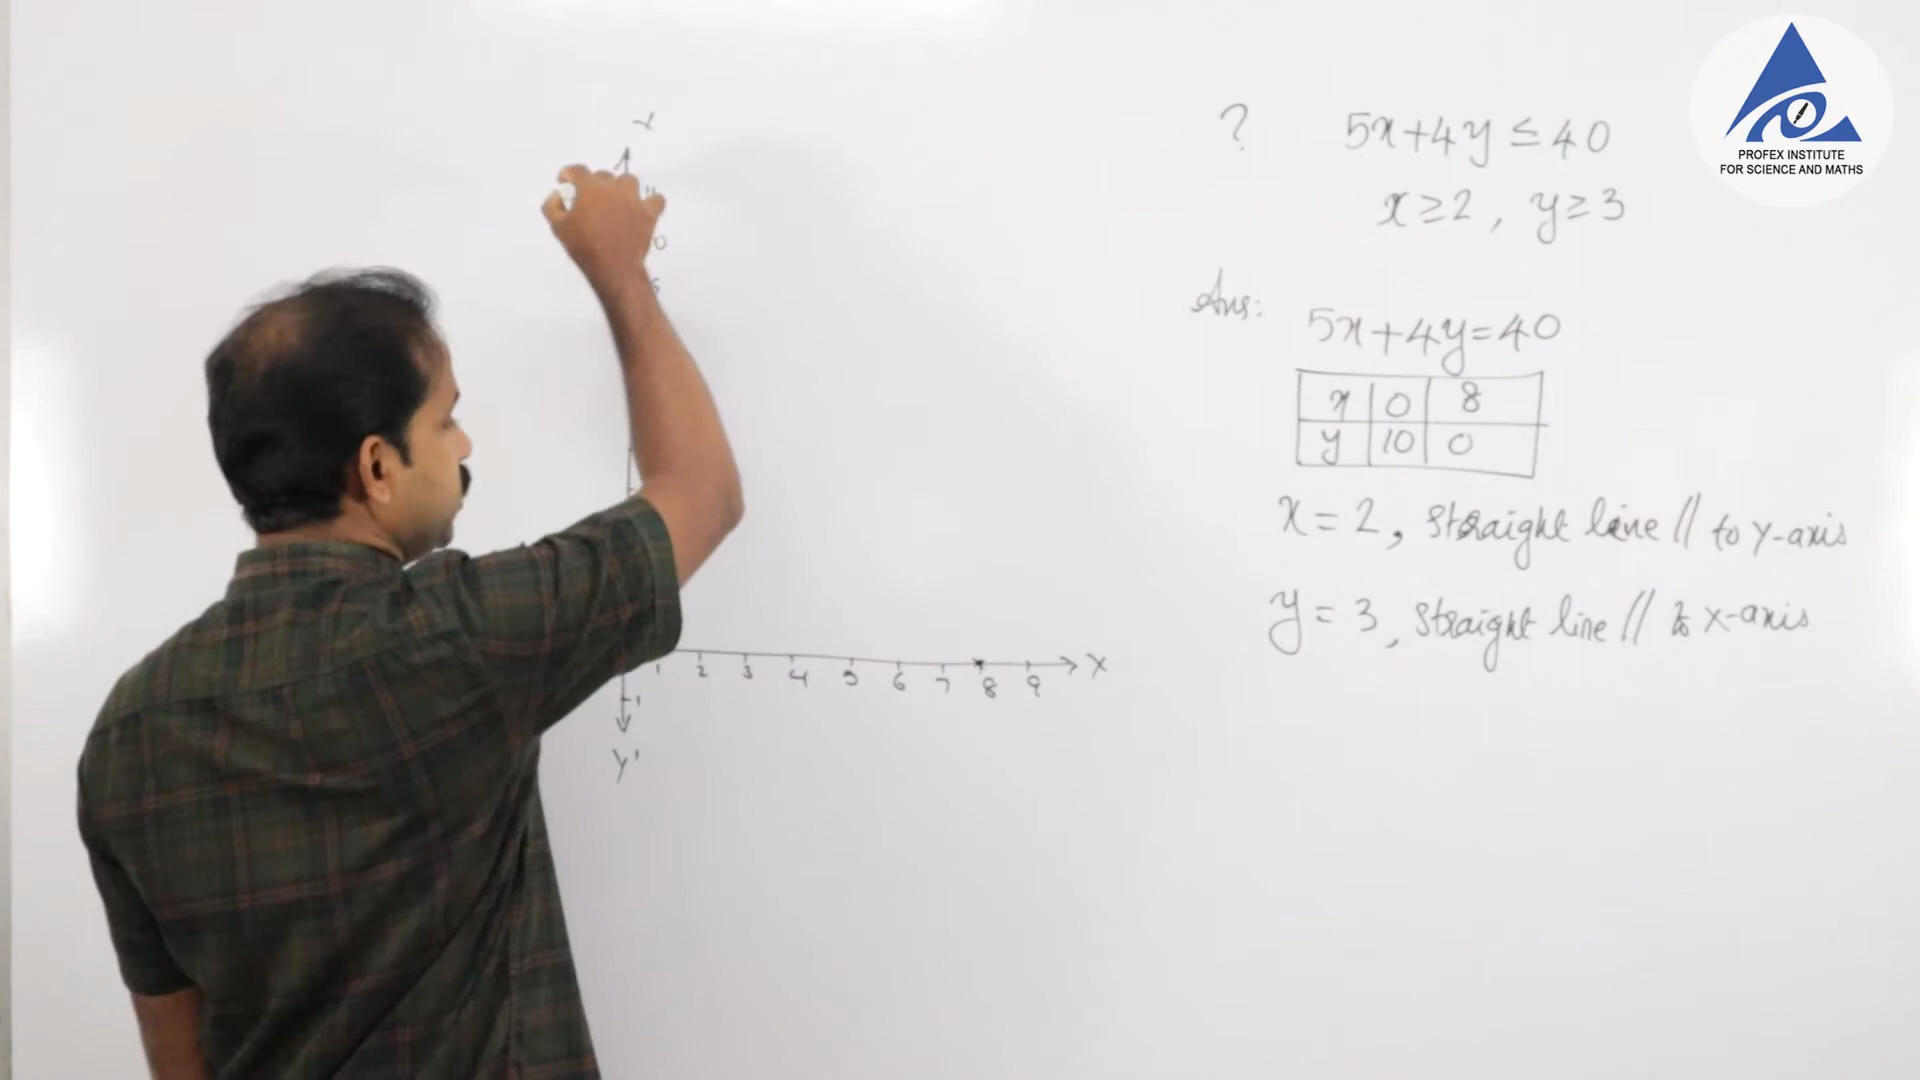 ? 5x+4y≤40
x≥2, y≥3
PROFEX INSTITUTE
FOR SCIENCE AND MATHS
Ans: 5x+4y=40
x 0 8
y 10 0
x=2, straight line // to Y-axis
y=3, straight line // to X-axis
Y
11
1 2 3 4 5 6 7 8 9 X
-1
Y'